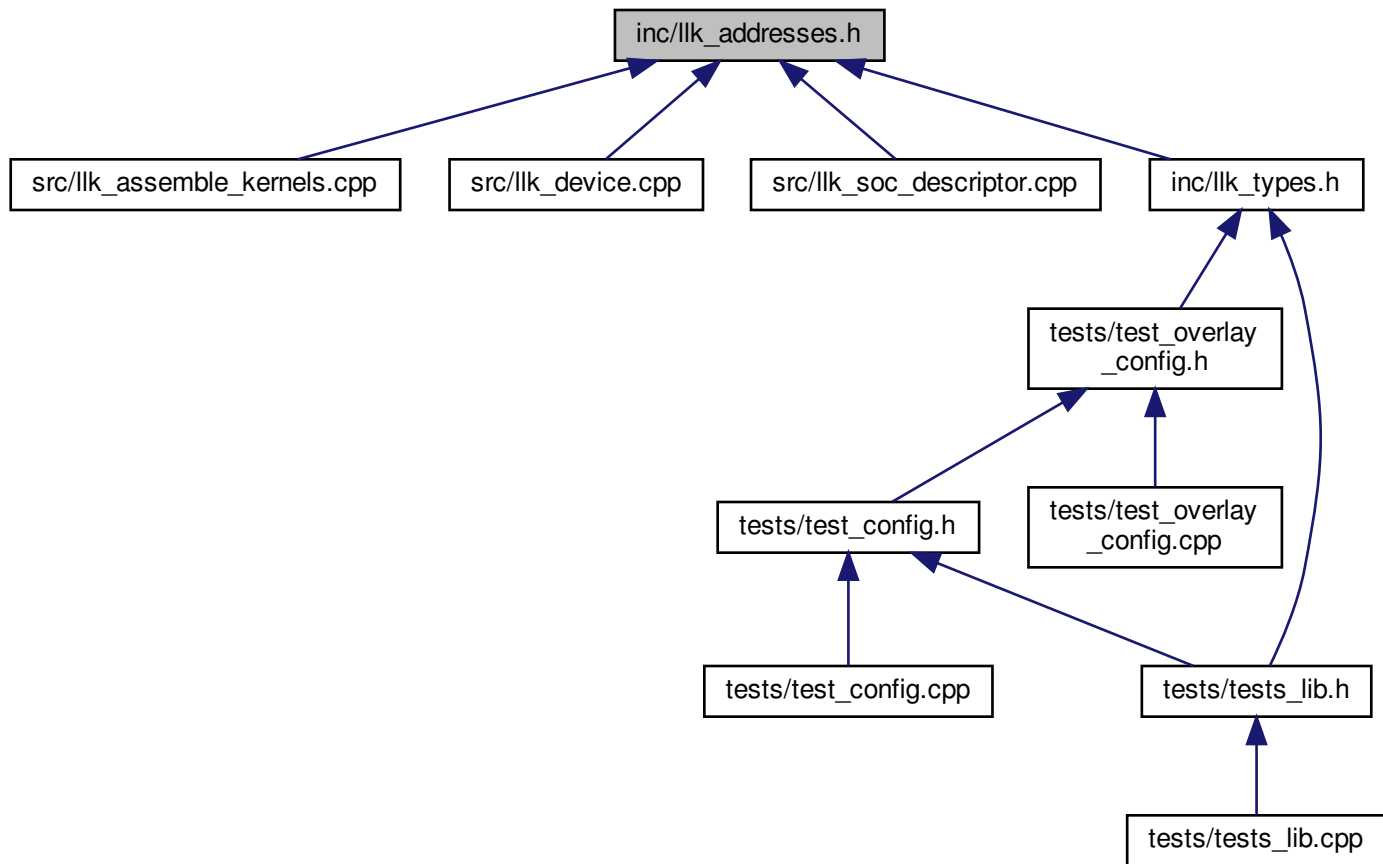 inc/llk_addresses.h
src/llk_assemble_kernels.cpp
src/llk_device.cpp
src/llk_soc_descriptor.cpp
inc/llk_types.h
tests/test_overlay
_config.h
tests/test_config.h
tests/test_overlay
_config.cpp
tests/test_config.cpp
tests/tests_lib.h
tests/tests_lib.cpp